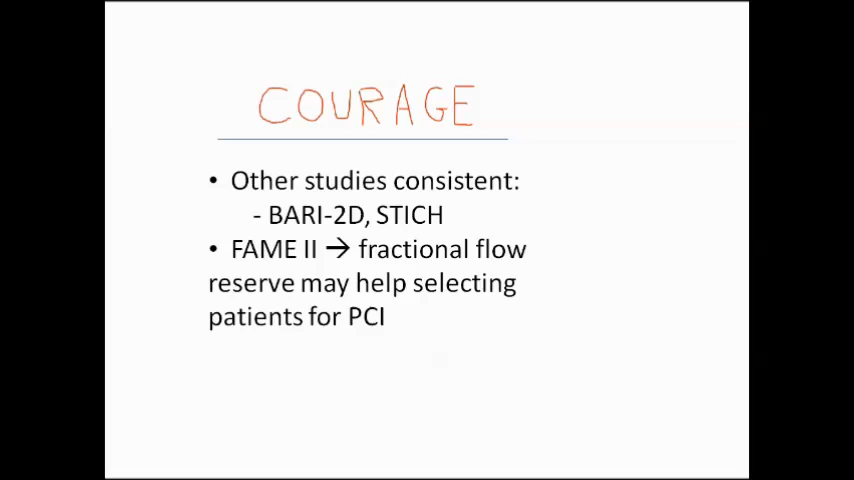 COURAGE
• Other studies consistent:
- BARI-2D, STICH
• FAME II → fractional flow
reserve may help selecting
patients for PCI